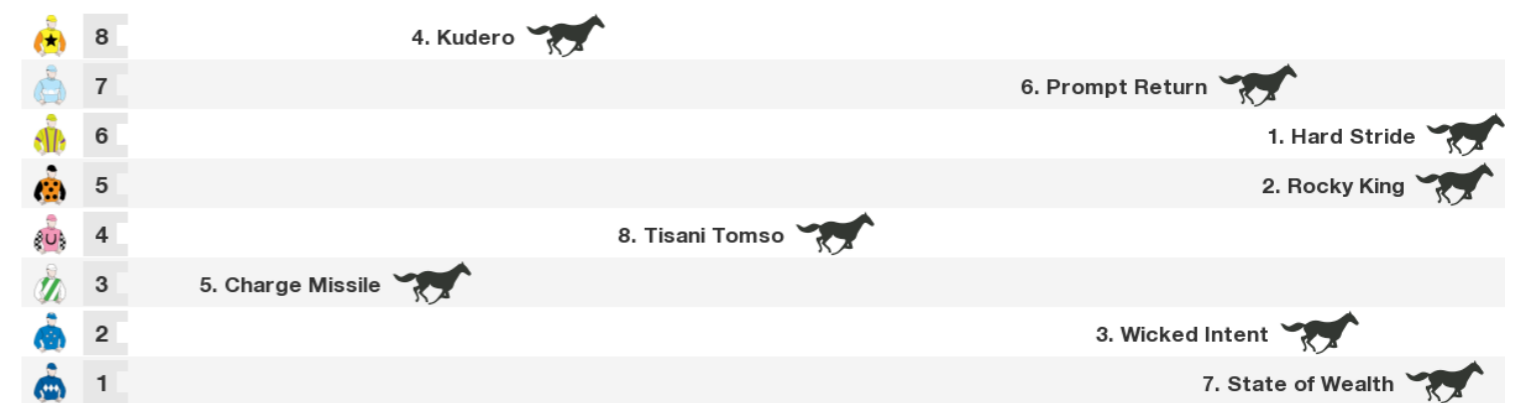 8 4. Kudero
7 6. Prompt Return
6 1. Hard Stride
5 2. Rocky King
4 8. Tisani Tomso
3 5. Charge Missile
2 3. Wicked Intent
1 7. State of Wealth